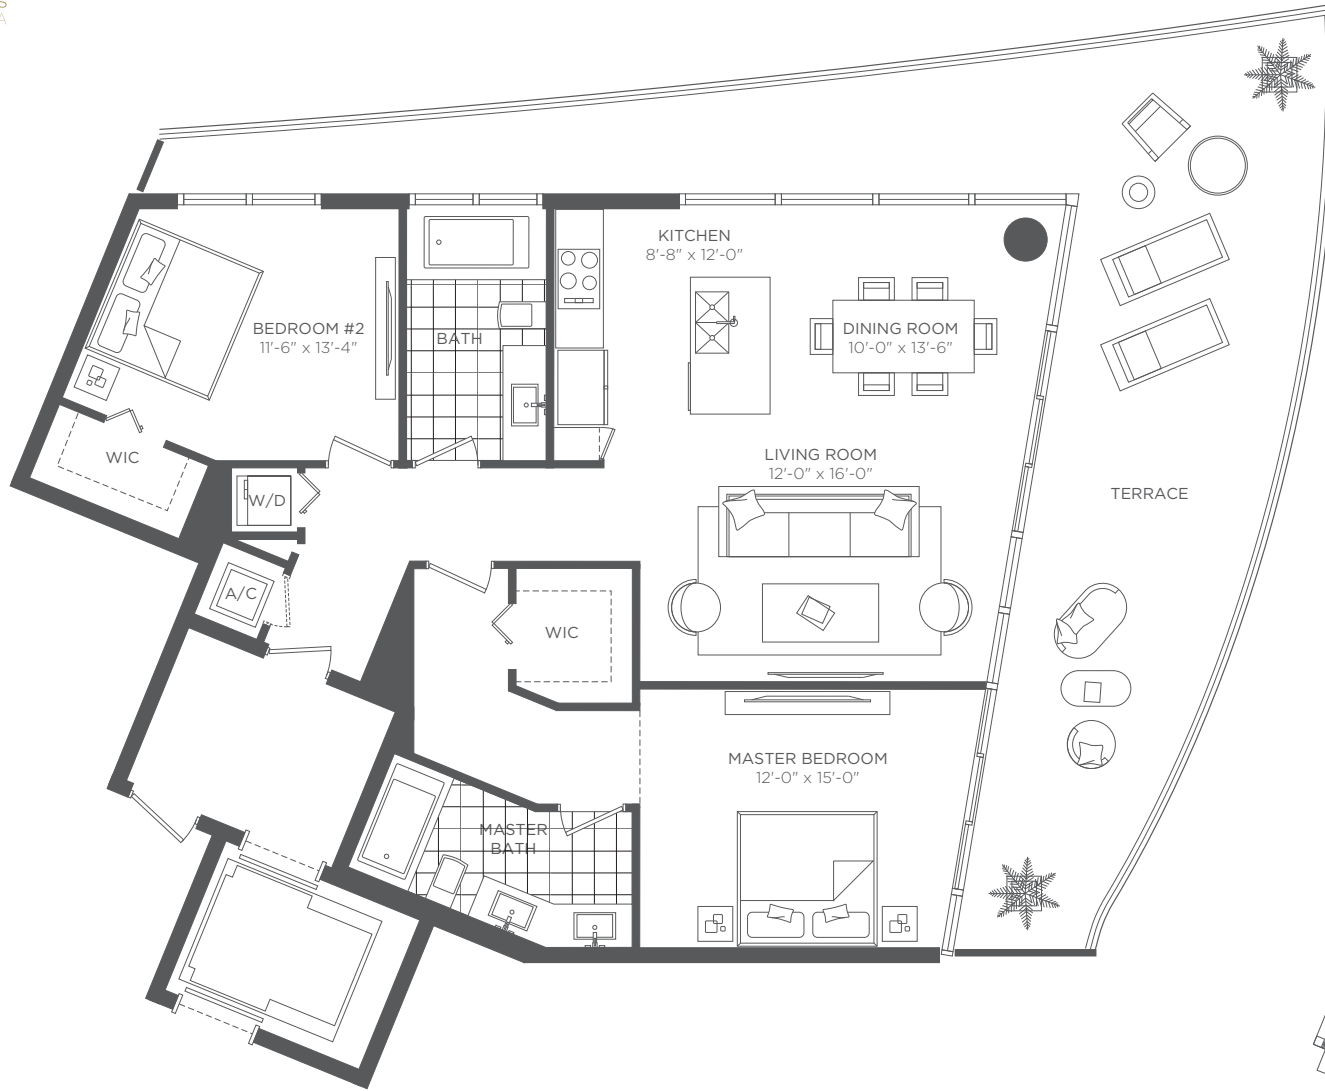 KITCHEN
8'-8" x 12'-0"
BEDROOM #2
11'-6" x 13'-4"
BATH
DINING ROOM
10'-0" x 13'-6"
WIC
LIVING ROOM
12'-0" x 16'-0"
W/D
TERRACE
A/C
WIC
MASTER BEDROOM
12'-0" x 15'-0"
MASTER
BATH